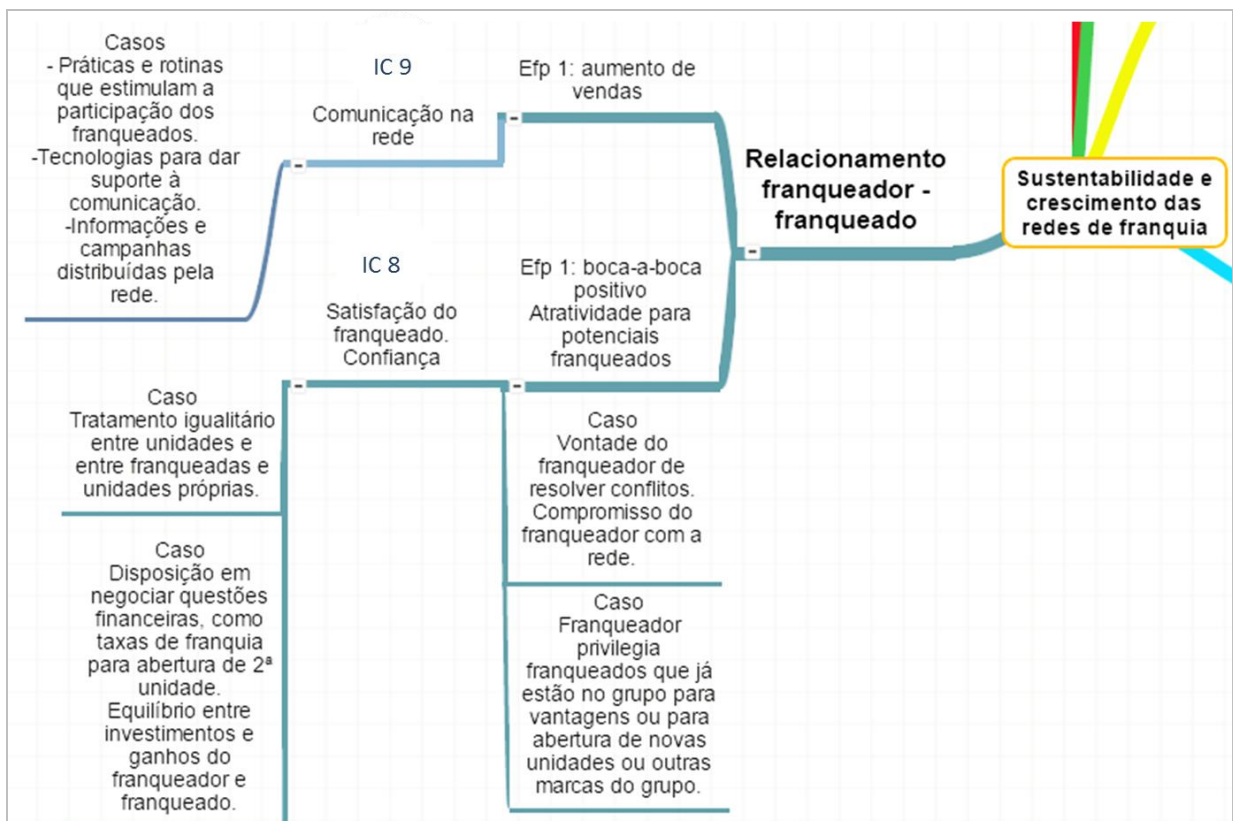 Casos
- Práticas e rotinas
que estimulam a
participação dos
franqueados.
-Tecnologias para dar
suporte à
comunicação.
-Informações e
campanhas
distribuídas pela
rede.
IC 9
Comunicação na
rede
Efp 1: aumento de
vendas
Relacionamento
franqueador -
franqueado
Sustentabilidade e
crescimento das
redes de franquia
IC 8
Satisfação do
franqueado.
Confiança
Efp 1: boca-a-boca
positivo
Atratividade para
potenciais
franqueados
Caso
Tratamento igualitário
entre unidades e
entre franqueadas e
unidades próprias.
Caso
Disposição em
negociar questões
financeiras, como
taxas de franquia
para abertura de 2ª
unidade.
Equilíbrio entre
investimentos e
ganhos do
franqueador e
franqueado.
Caso
Vontade do
franqueador de
resolver conflitos.
Compromisso do
franqueador com a
rede.
Caso
Franqueador
privilegia
franqueados que já
estão no grupo para
vantagens ou para
abertura de novas
unidades ou outras
marcas do grupo.